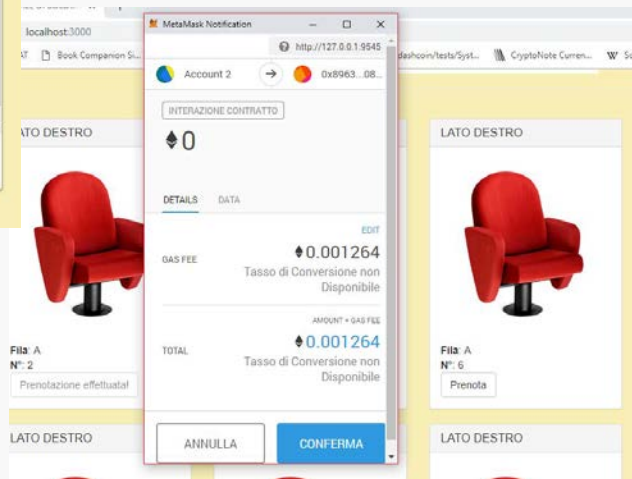 MetaMask Notification
localhost:3000
http://127.0.0.1:9545
Book Companion Si...
dashcoin/tests/Syst...
CryptoNote Curren...
W
Account 2
0x8963...08...
INTERAZIONE CONTRATTO
0
DETAILS
DATA
EDIT
GAS FEE
0.001264
Tasso di Conversione non
Disponibile
AMOUNT + GAS FEE
TOTAL
0.001264
Tasso di Conversione non
Disponibile
ANNULLA
CONFERMA
ATO DESTRO
Fila: A
N°: 2
Prenotazione effettuata!
LATO DESTRO
Fila: A
N°: 6
Prenota
LATO DESTRO
LATO DESTRO